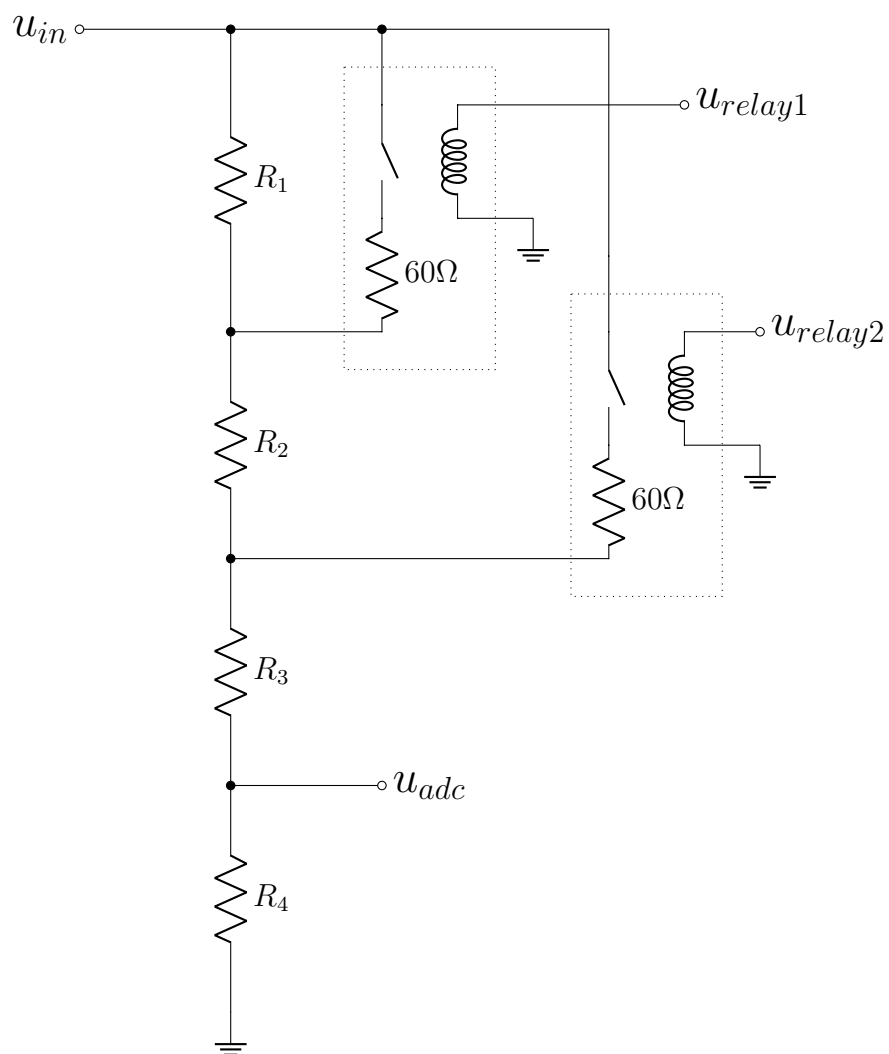 u_in
u_relay1
R_1
60Ω
u_relay2
R_2
60Ω
R_3
u_adc
R_4